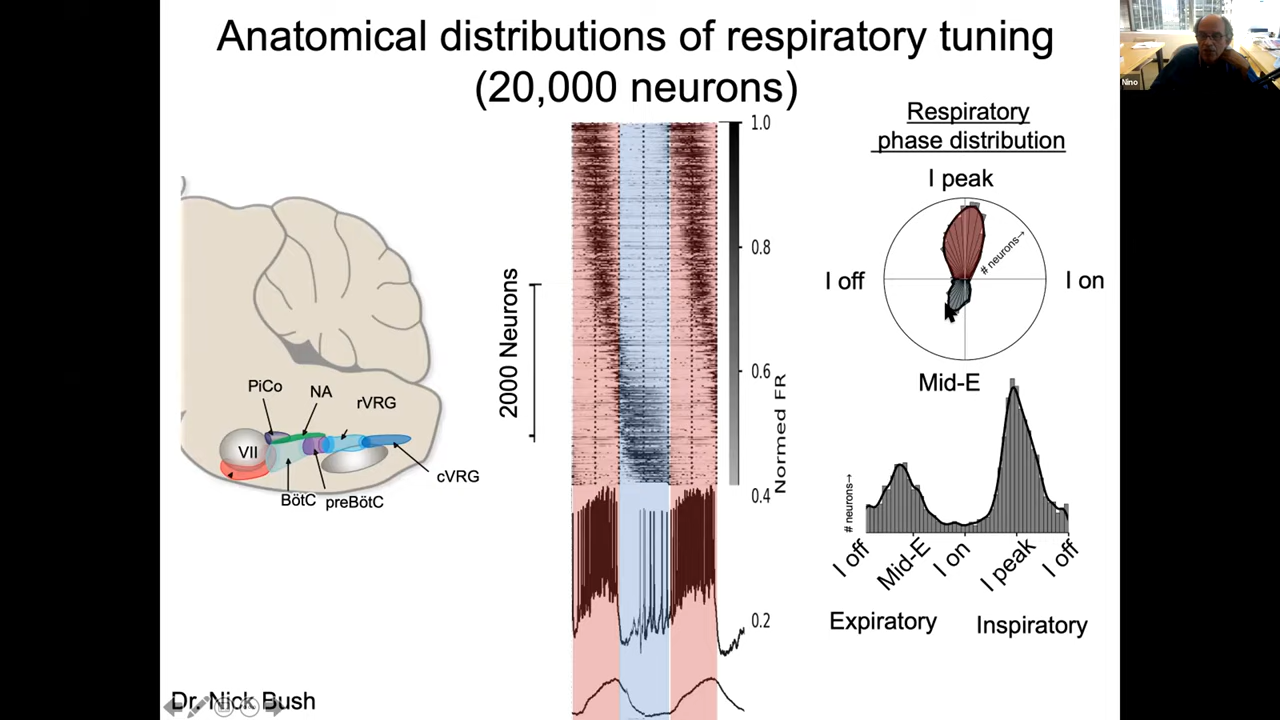 Anatomical distributions of respiratory tuning
(20,000 neurons)
Nino
Respiratory
phase distribution
I peak
I off
I on
# neurons→
Mid-E
1.0
0.8
0.6
0.4
0.2
Normed FR
2000 Neurons
PiCo
NA
rVRG
VII
cVRG
BötC
preBötC
# neurons→
I off
Mid-E
I on
I peak
I off
Expiratory
Inspiratory
Dr. Nick Bush